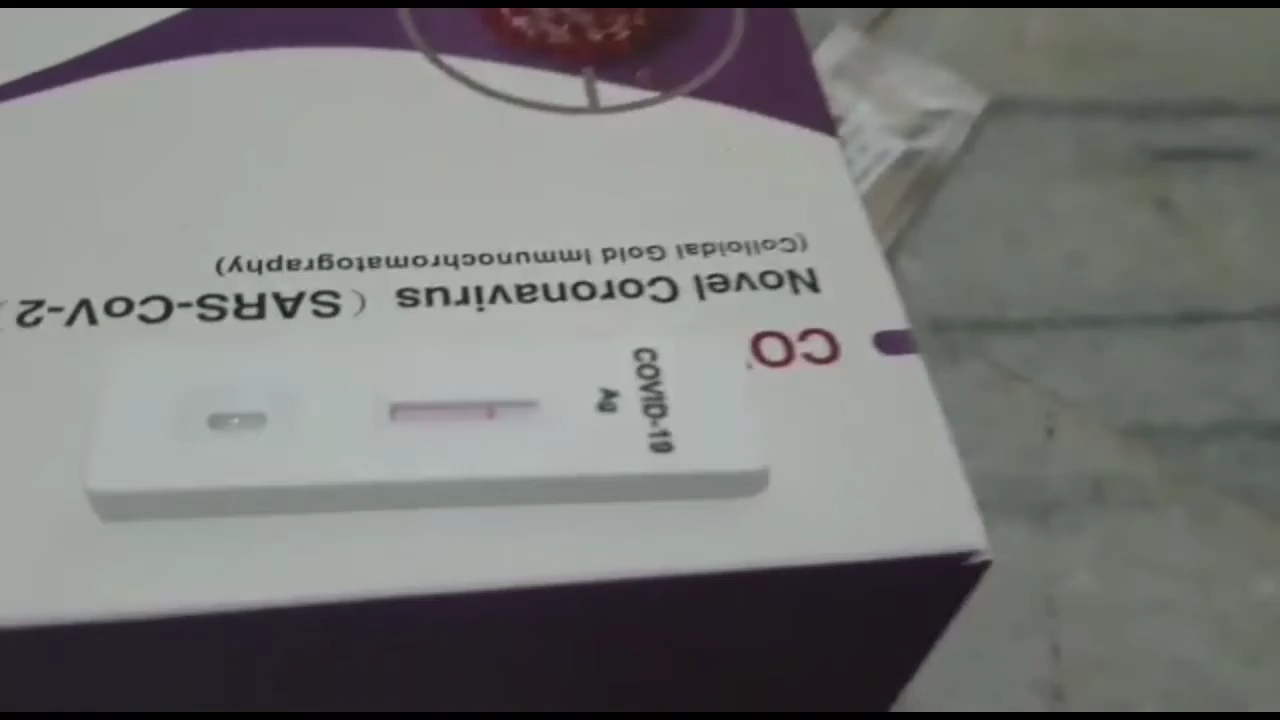 CO
Novel Coronavirus (SARS-CoV-2)
(Colloidal Gold Immunochromatography)
COVID-19
Ag